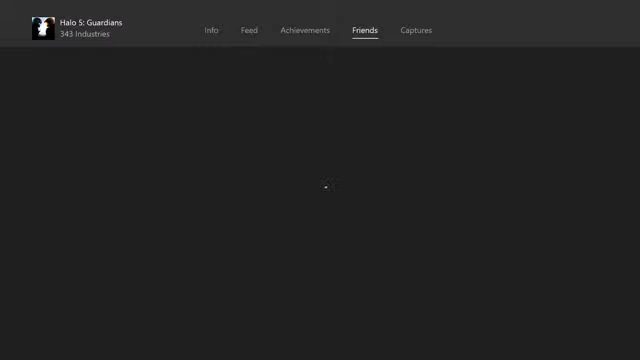 Halo 5: Guardians
343 Industries
Info Feed Achievements Friends Captures